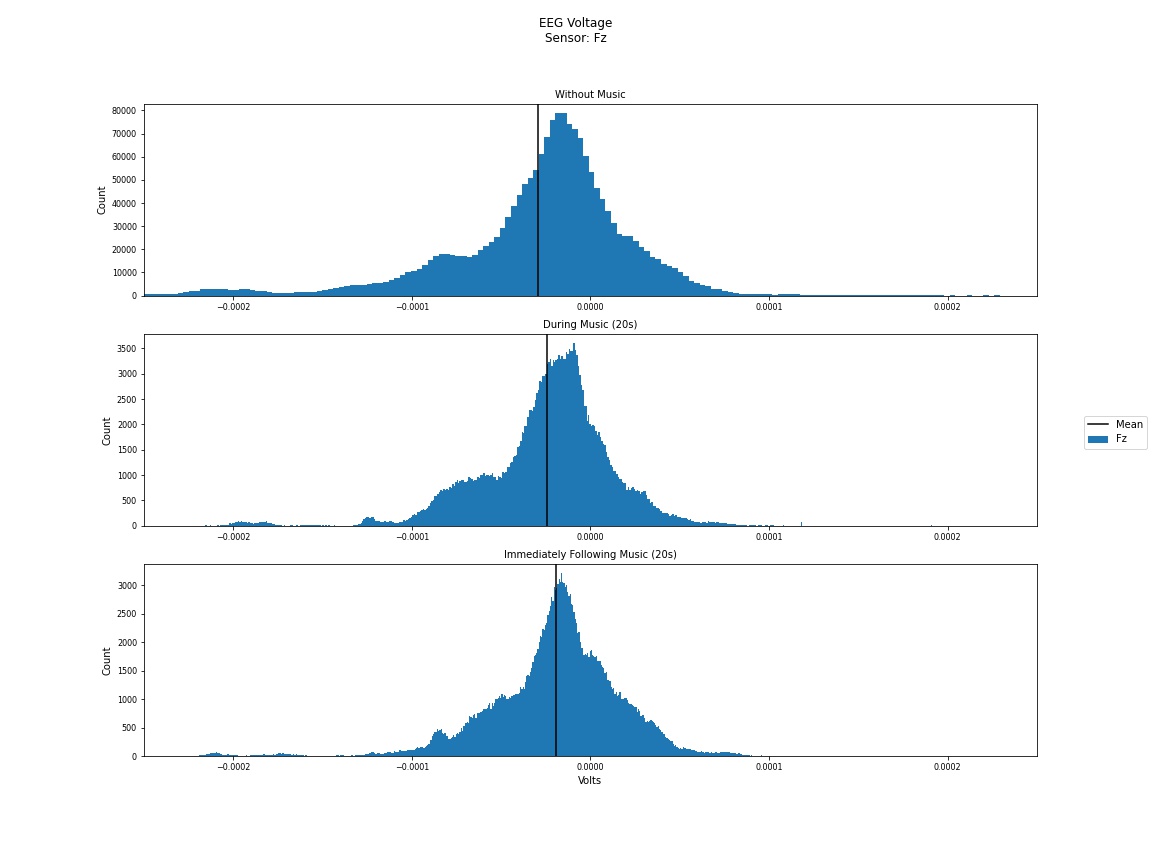 EEG Voltage
Sensor: Fz
Without Music
80000
70000
60000
50000
40000
30000
20000
10000
0
Count
−0.0002 −0.0001 0.0000 0.0001 0.0002
During Music (20s)
3500
3000
2500
2000
1500
1000
500
0
Count
−0.0002 −0.0001 0.0000 0.0001 0.0002
Mean
Fz
Immediately Following Music (20s)
3000
2500
2000
1500
1000
500
0
Count
−0.0002 −0.0001 0.0000 0.0001 0.0002
Volts